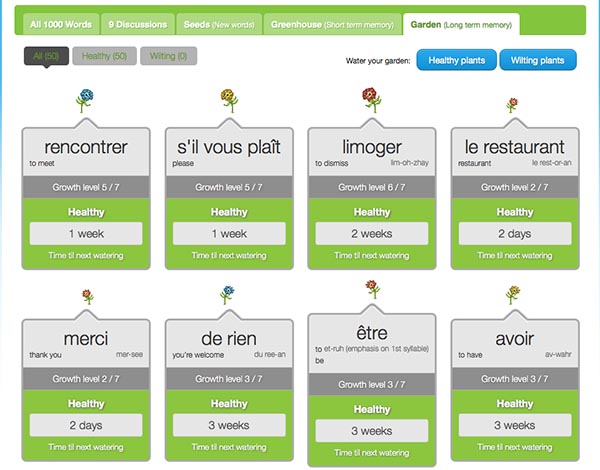 All 1000 Words 9 Discussions Seeds (New words) Greenhouse (Short term memory) Garden (Long term memory)
All (50) Healthy (50) Wilting (0) Water your garden: Healthy plants Wilting plants
rencontrer
to meet
Growth level 5 / 7
Healthy
1 week
Time til next watering
s'il vous plaît
please
Growth level 5 / 7
Healthy
1 week
Time til next watering
limoger
to dismiss lim-oh-zhay
Growth level 6 / 7
Healthy
2 weeks
Time til next watering
le restaurant
restaurant le rest-or-an
Growth level 2 / 7
Healthy
2 days
Time til next watering
merci
thank you mer-see
Growth level 2 / 7
Healthy
2 days
Time til next watering
de rien
you're welcome du ree-an
Growth level 3 / 7
Healthy
3 weeks
Time til next watering
être
to et-ruh (emphasis on 1st syllable)
be
Growth level 3 / 7
Healthy
3 weeks
Time til next watering
avoir
to have av-wahr
Growth level 3 / 7
Healthy
3 weeks
Time til next watering